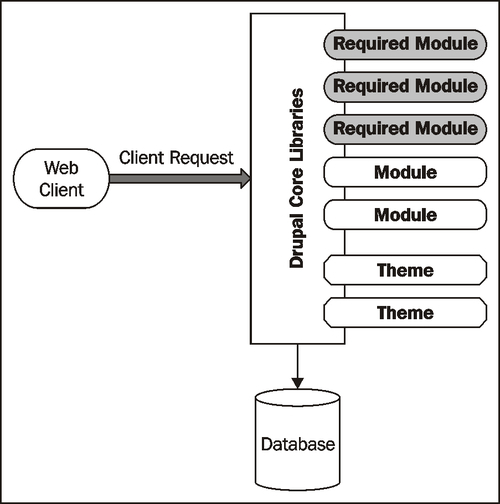 Required Module
Required Module
Required Module
Module
Module
Theme
Theme
Drupal Core Libraries
Client Request
Web
Client
Database